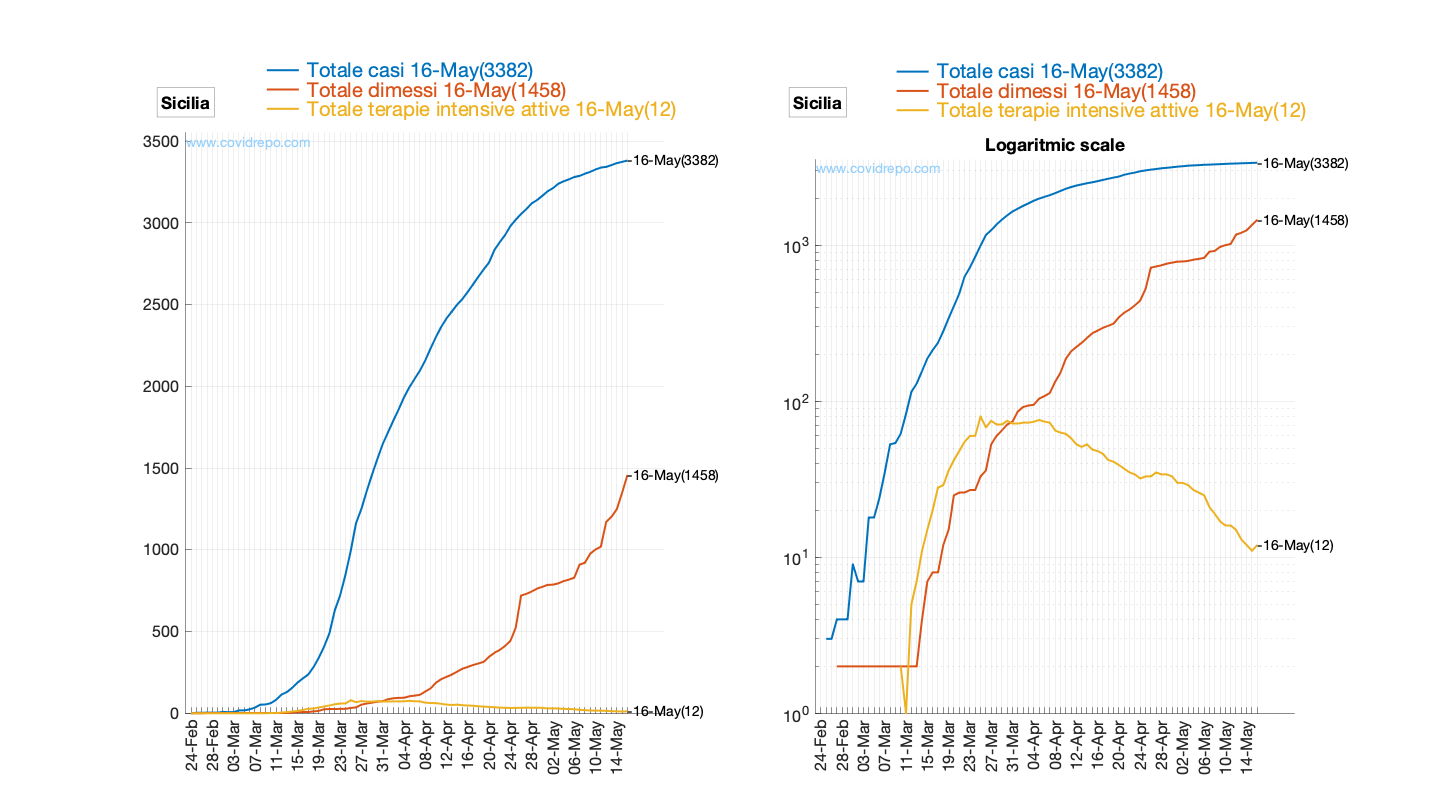 Totale casi 16-May(3382)
Totale dimessi 16-May(1458)
Totale terapie intensive attive 16-May(12)
Sicilia
www.covidrepo.com
3500
3000
2500
2000
1500
1000
500
0
16-May(3382)
16-May(1458)
16-May(12)
24-Feb
28-Feb
03-Mar
07-Mar
11-Mar
15-Mar
19-Mar
23-Mar
27-Mar
31-Mar
04-Apr
08-Apr
12-Apr
16-Apr
20-Apr
24-Apr
28-Apr
02-May
06-May
10-May
14-May
Totale casi 16-May(3382)
Totale dimessi 16-May(1458)
Totale terapie intensive attive 16-May(12)
Sicilia
Logaritmic scale
www.covidrepo.com
10³
10²
10¹
10⁰
16-May(3382)
16-May(1458)
16-May(12)
24-Feb
28-Feb
03-Mar
07-Mar
11-Mar
15-Mar
19-Mar
23-Mar
27-Mar
31-Mar
04-Apr
08-Apr
12-Apr
16-Apr
20-Apr
24-Apr
28-Apr
02-May
06-May
10-May
14-May